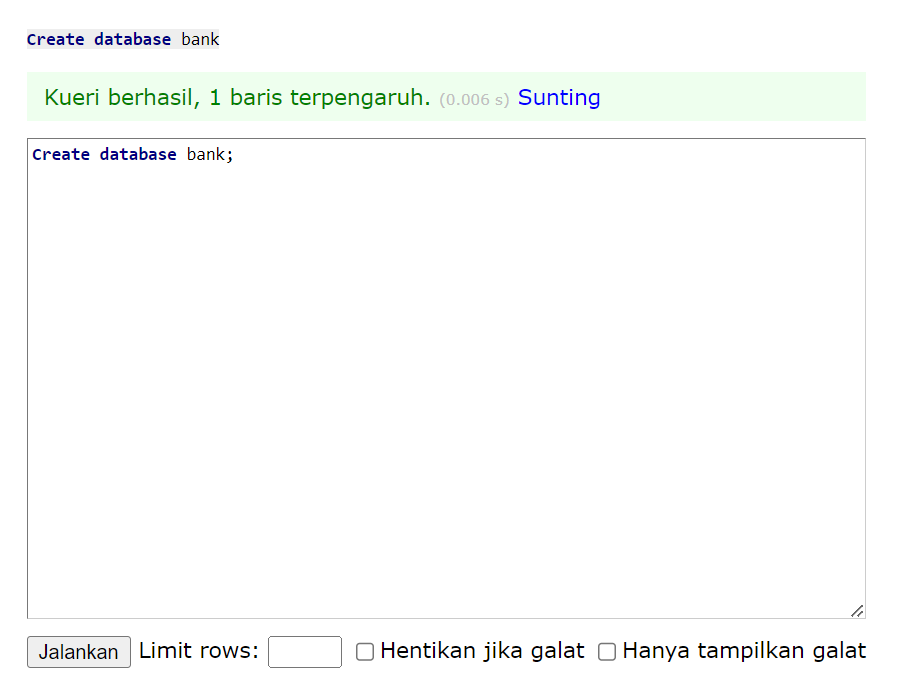 Create database bank
Kueri berhasil, 1 baris terpengaruh. (0.006 s) Sunting
Create database bank;
Jalankan Limit rows: Hentikan jika galat Hanya tampilkan galat